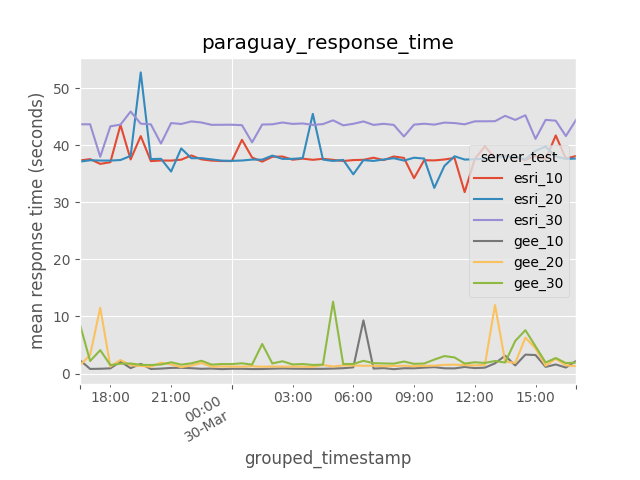 paraguay_response_time
mean response time (seconds)
50
40
30
20
10
0
server_test
esri_10
esri_20
esri_30
gee_10
gee_20
gee_30
18:00
21:00
00:00
30-Mar
03:00
06:00
09:00
12:00
15:00
grouped_timestamp